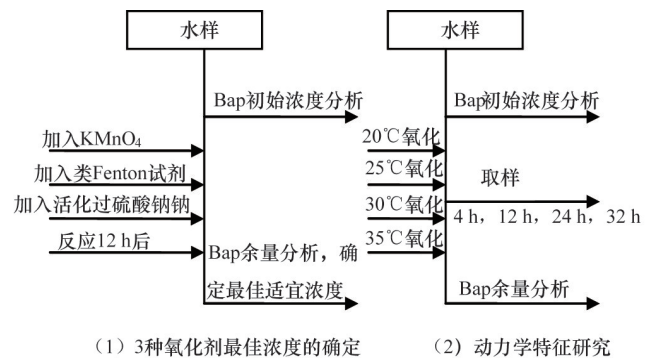 水样
Bap初始浓度分析
加入KMnO₄
加入类Fenton试剂
加入活化过硫酸钠钠
反应12 h后
Bap余量分析，确
定最佳适宜浓度
（1）3种氧化剂最佳浓度的确定
水样
Bap初始浓度分析
20℃氧化
25℃氧化
取样
30℃氧化
4 h，12 h，24 h，32 h
35℃氧化
Bap余量分析
（2）动力学特征研究